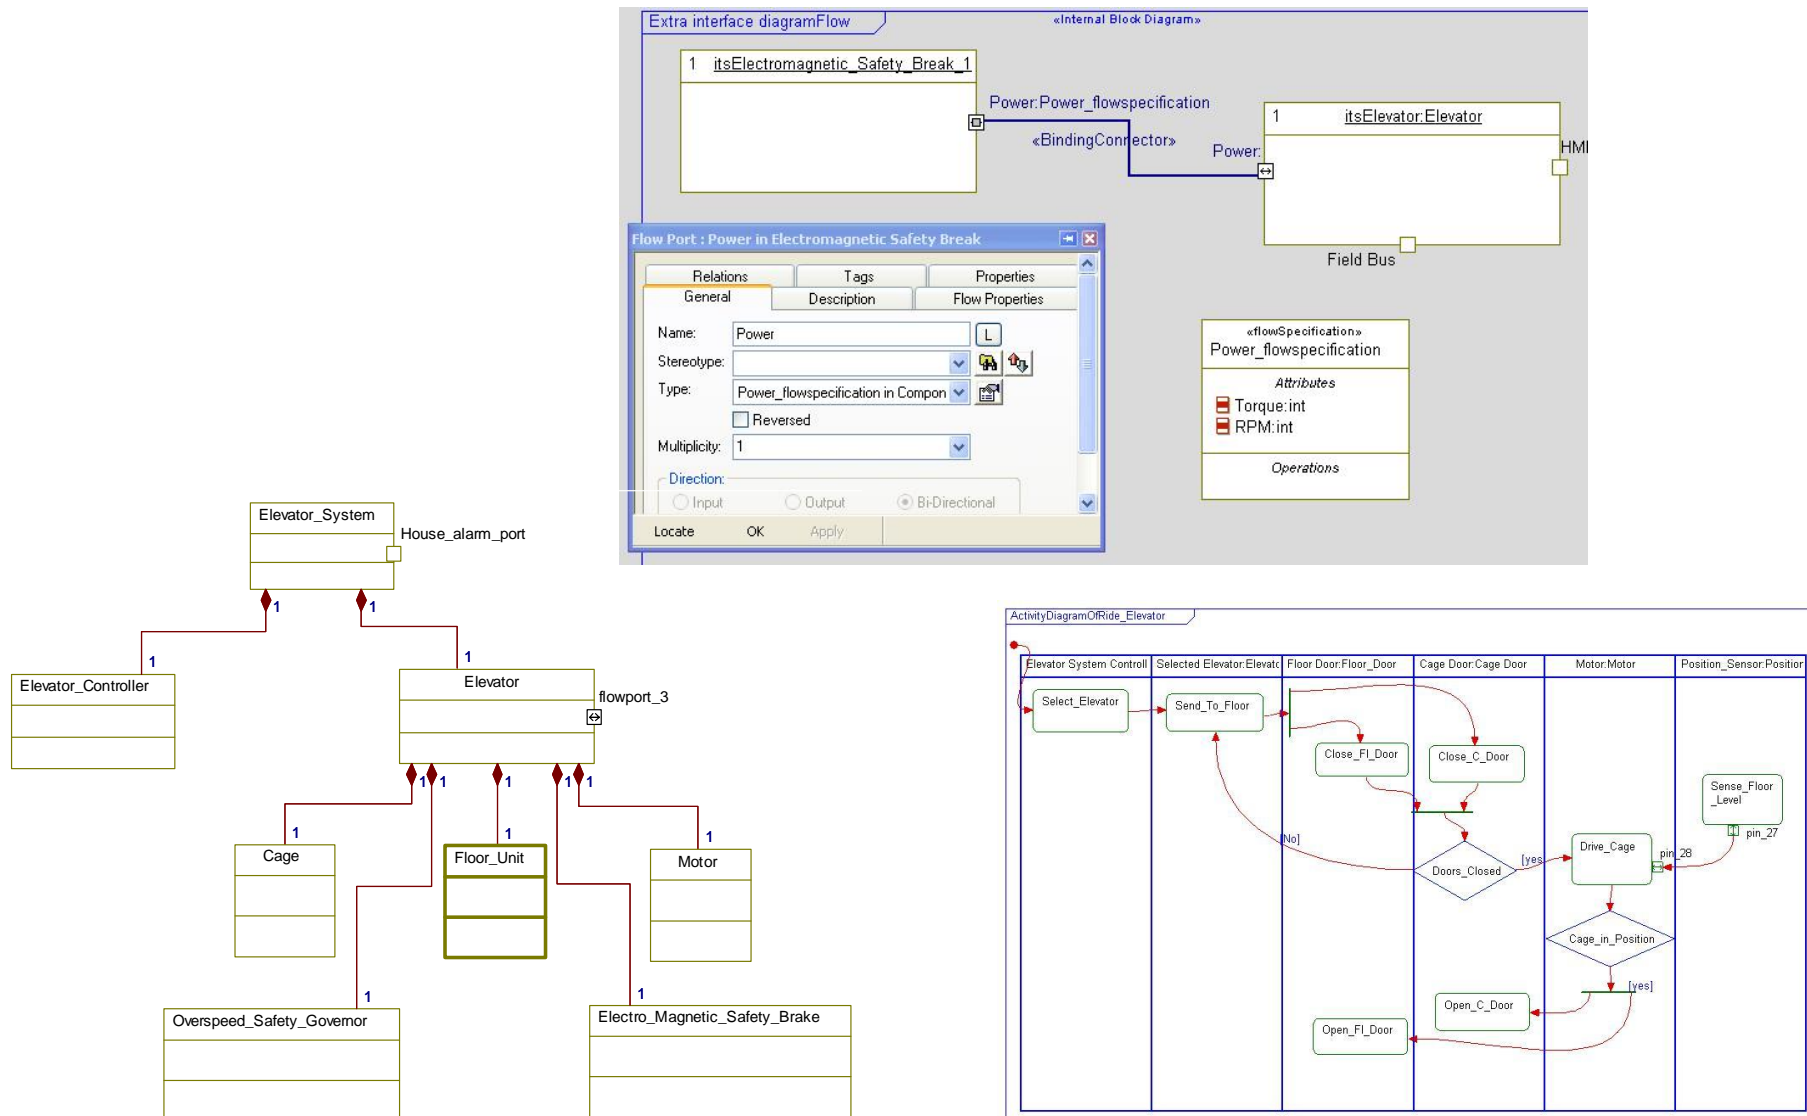 Extra interface diagramFlow
«Internal Block Diagram»
1 itsElectromagnetic_Safety_Break_1
Power:Power_flowspecification
«BindingConnector»
1 itsElevator:Elevator
Power:
HMI
Field Bus
Flow Port : Power in Electromagnetic Safety Break
Relations Tags Properties
General Description Flow Properties
Name: Power L
Stereotype:
Type: Power_flowspecification in Compon
Reversed
Multiplicity: 1
Direction:
Input Output Bi-Directional
Locate OK Apply
«flowSpecification»
Power_flowspecification
Attributes
Torque:int
RPM:int
Operations
Elevator_System
House_alarm_port
1 1
1 1
Elevator_Controller
Elevator
flowport_3
1 1 1 1 1
1 1 1
Cage
Floor_Unit
Motor
1 1
Overspeed_Safety_Governor
Electro_Magnetic_Safety_Brake
ActivityDiagramOfRide_Elevator
Elevator System Controll Selected Elevator:Elevato Floor Door:Floor_Door Cage Door:Cage Door Motor:Motor Position_Sensor:Position
Select_Elevator
Send_To_Floor
Close_Fl_Door
Close_C_Door
Sense_Floor
_Level
pin_27
[No]
Doors_Closed
[yes
Drive_Cage
pin_28
Cage_in_Position
[yes]
Open_C_Door
Open_Fl_Door